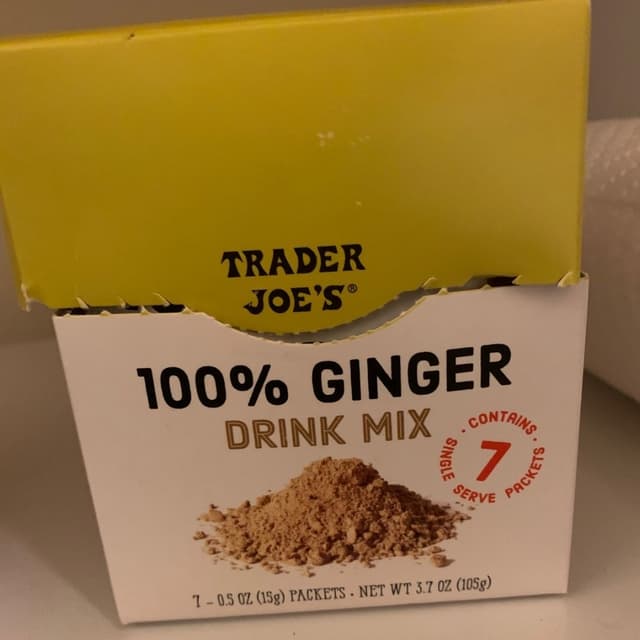 TRADER
JOE'S®
100% GINGER
DRINK MIX
• CONTAINS •
7
SINGLE SERVE PACKETS
7 – 0.5 OZ (15g) PACKETS • NET WT 3.7 OZ (105g)